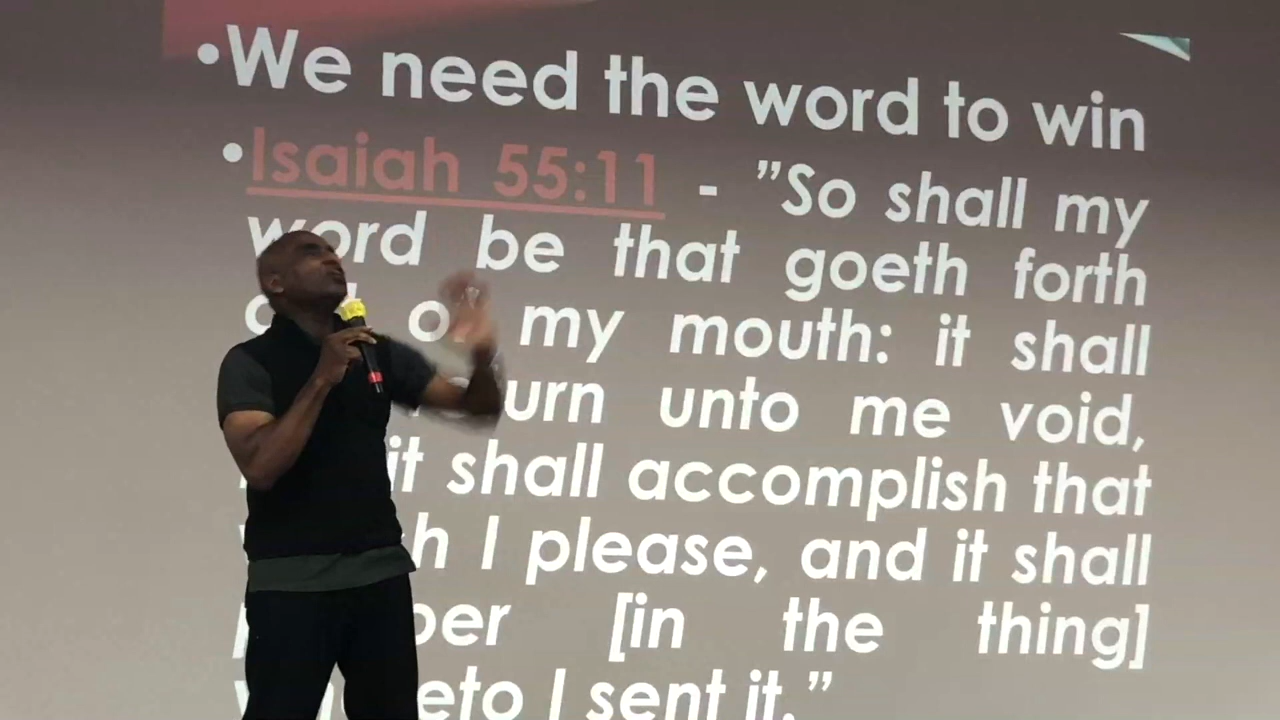 •We need the word to win
•Isaiah 55:11 - ”So shall my
word be that goeth forth
my mouth: it shall
unto me void,
it shall accomplish that
I please, and it shall
[in the thing]
I sent it.”